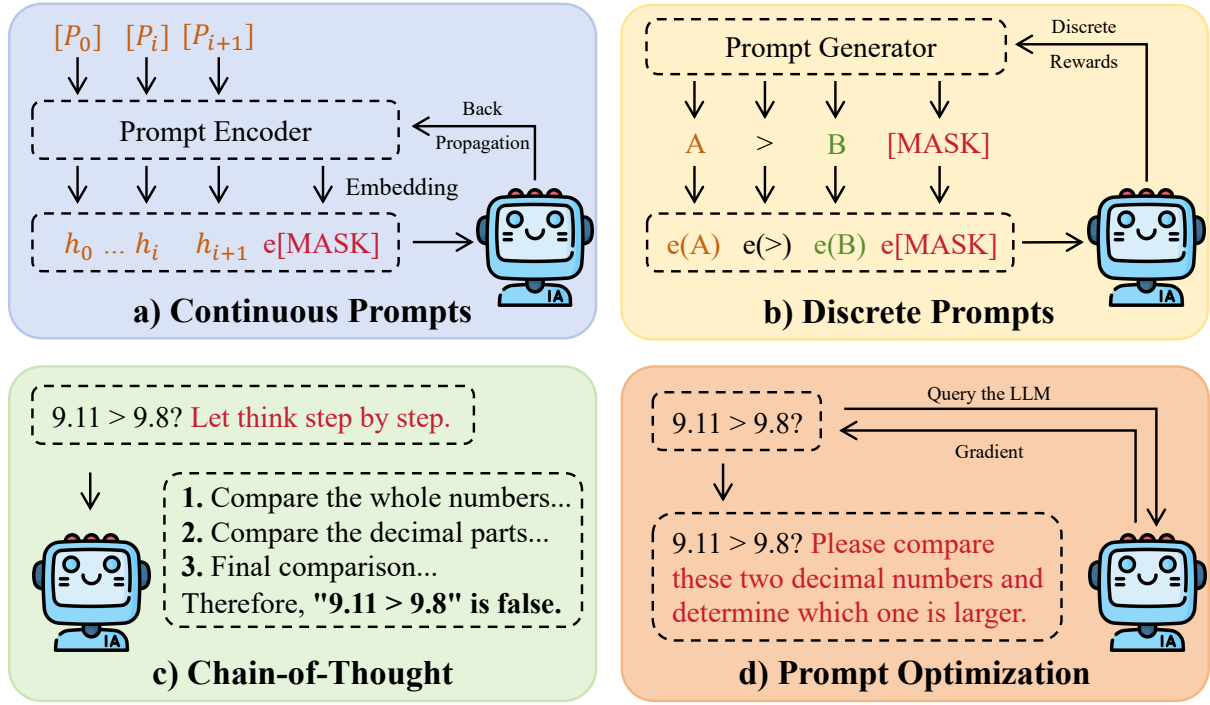 [P₀] [Pᵢ] [Pᵢ₊₁]
Prompt Encoder
Back
Propagation
Embedding
h₀ ... hᵢ hᵢ₊₁ e[MASK]
IA
a) Continuous Prompts
Prompt Generator
Discrete
Rewards
A > B [MASK]
e(A) e(>) e(B) e[MASK]
IA
b) Discrete Prompts
9.11 > 9.8? Let think step by step.
1. Compare the whole numbers...
2. Compare the decimal parts...
3. Final comparison...
Therefore, "9.11 > 9.8" is false.
IA
c) Chain-of-Thought
9.11 > 9.8?
Query the LLM
Gradient
9.11 > 9.8? Please compare
these two decimal numbers and
determine which one is larger.
IA
d) Prompt Optimization